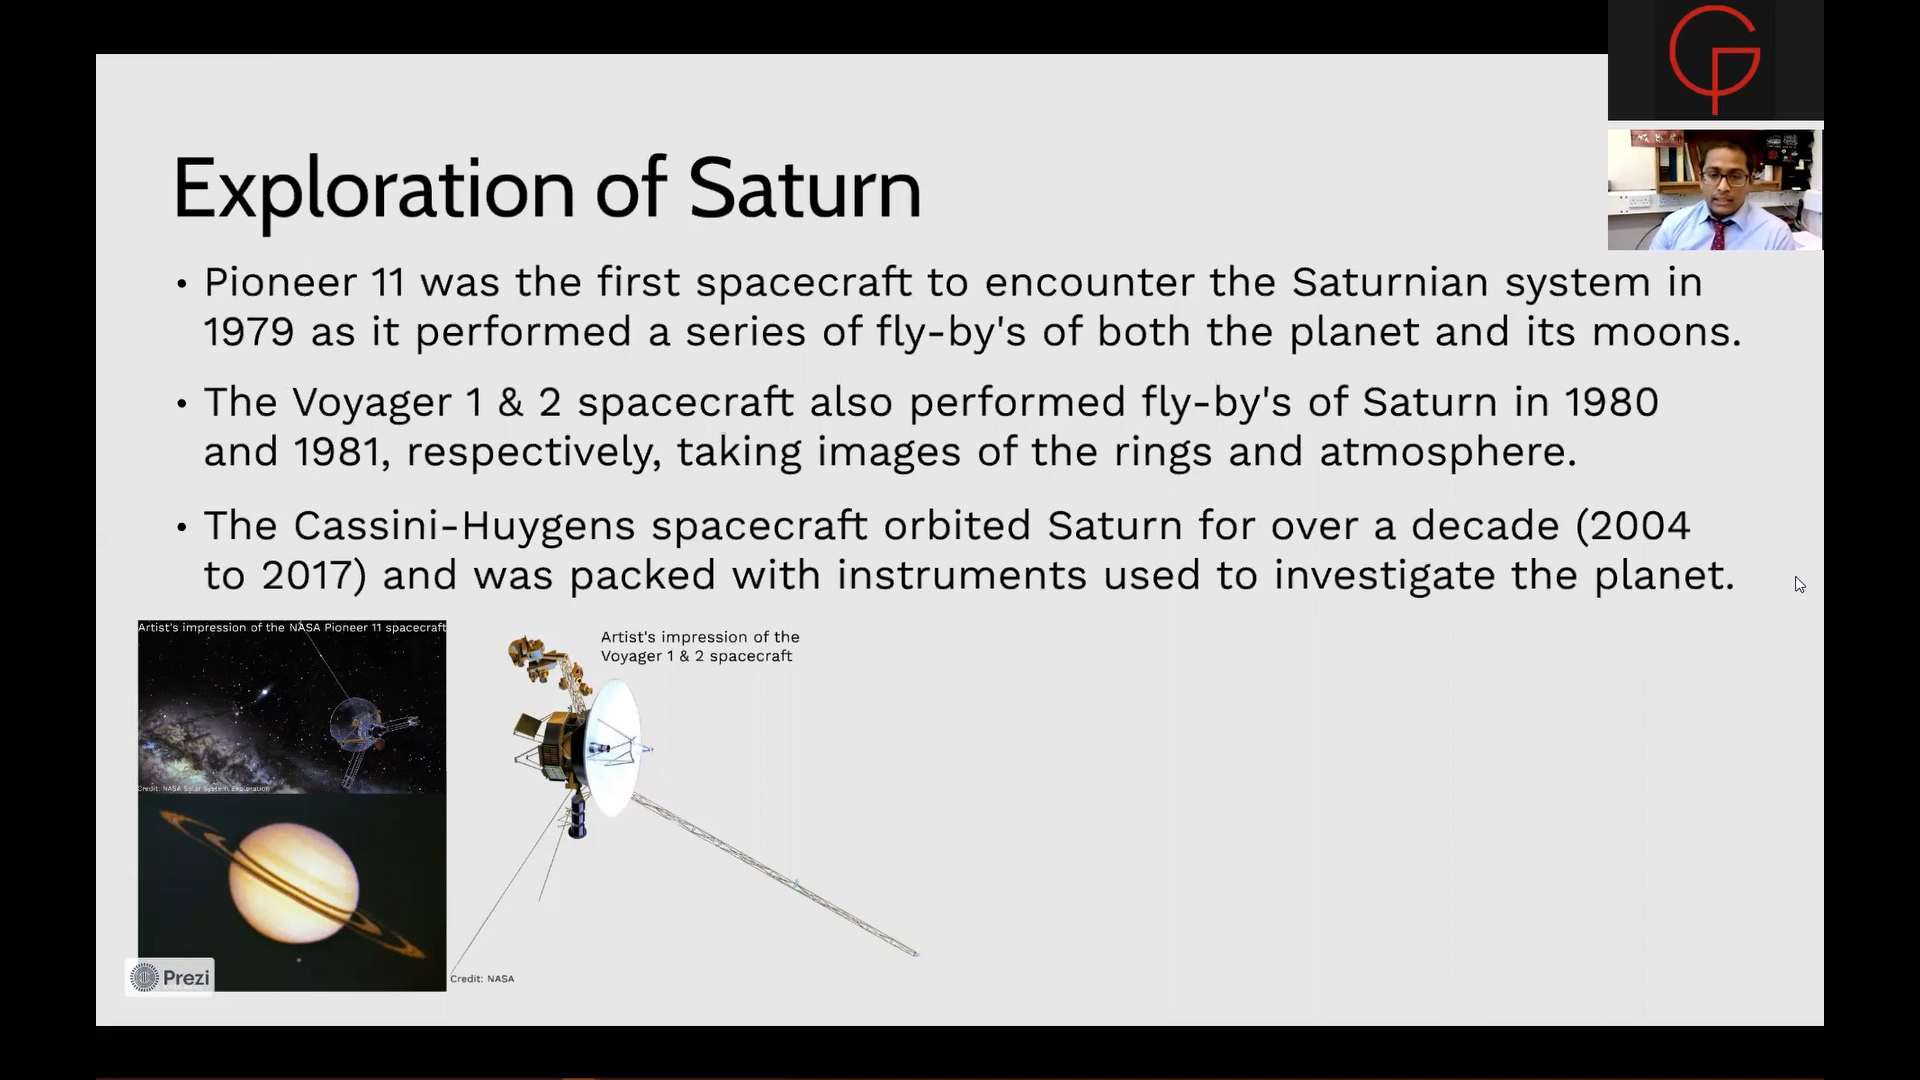 Exploration of Saturn
• Pioneer 11 was the first spacecraft to encounter the Saturnian system in
1979 as it performed a series of fly-by's of both the planet and its moons.
• The Voyager 1 & 2 spacecraft also performed fly-by's of Saturn in 1980
and 1981, respectively, taking images of the rings and atmosphere.
• The Cassini-Huygens spacecraft orbited Saturn for over a decade (2004
to 2017) and was packed with instruments used to investigate the planet.
Artist's impression of the NASA Pioneer 11 spacecraft
Credit: NASA Solar System Exploration
Artist's impression of the
Voyager 1 & 2 spacecraft
Credit: NASA
Prezi